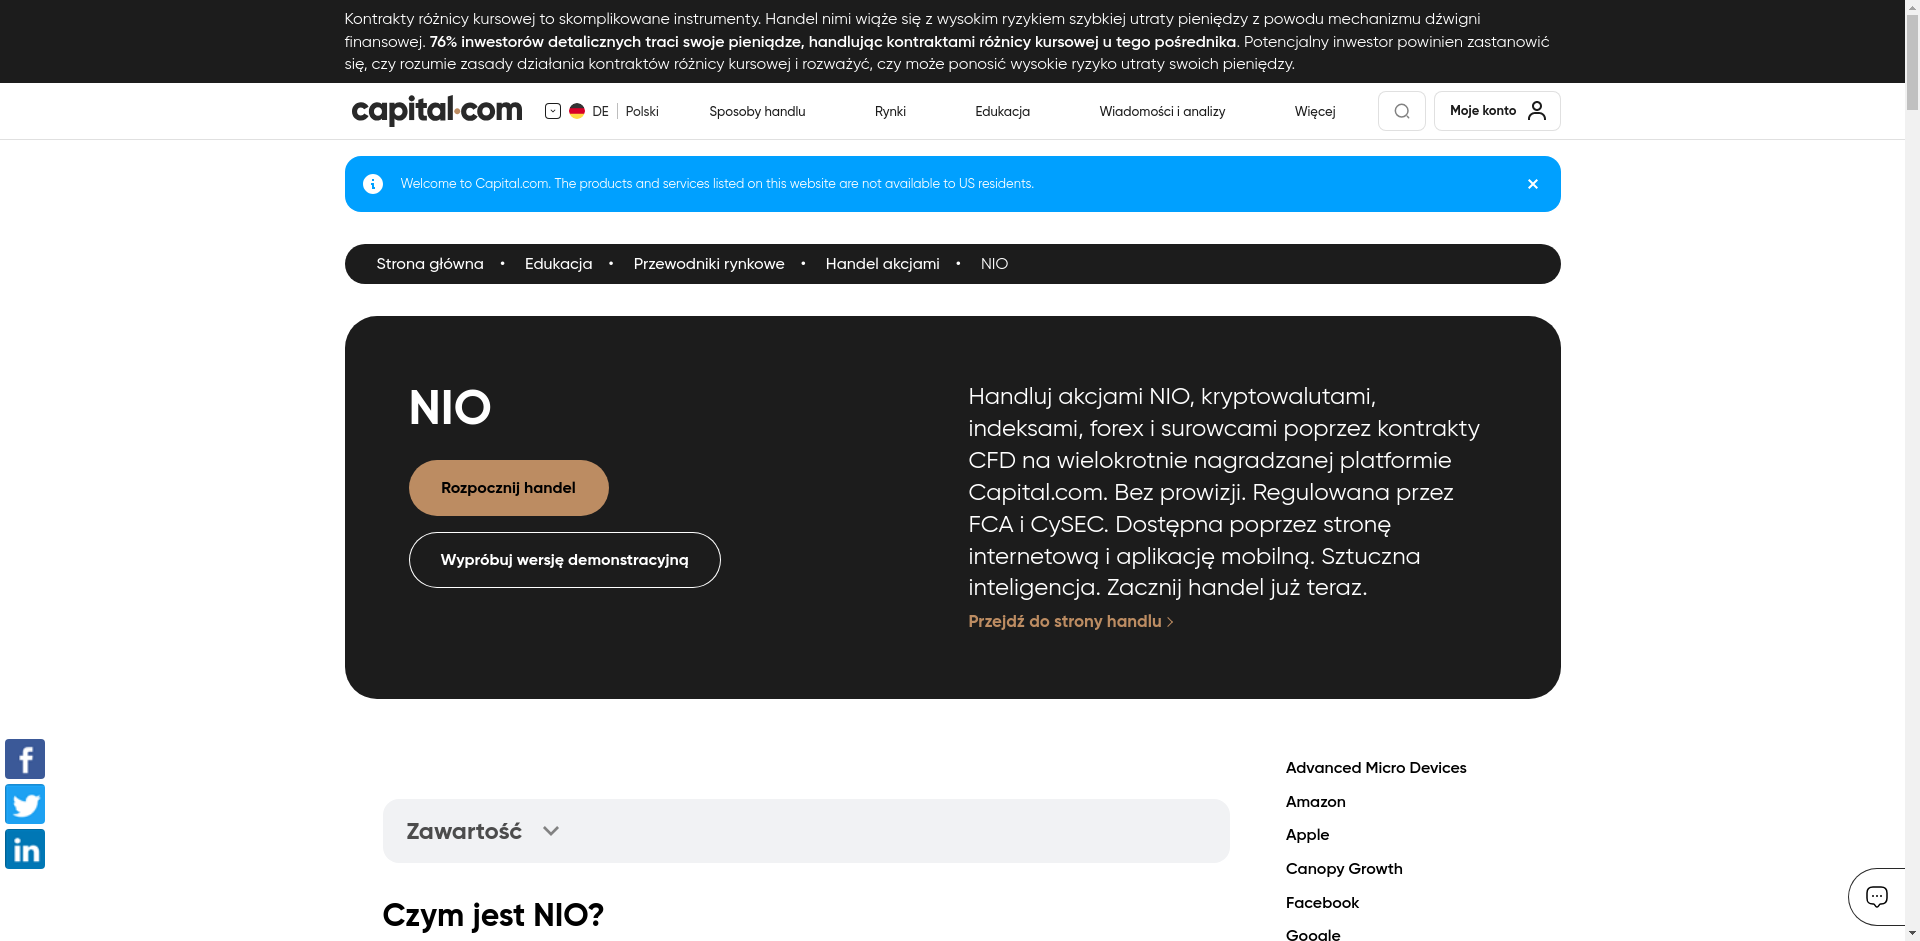 Kontrakty różnicy kursowej to skomplikowane instrumenty. Handel nimi wiąże się z wysokim ryzykiem szybkiej utraty pieniędzy z powodu mechanizmu dźwigni
finansowej. 76% inwestorów detalicznych traci swoje pieniądze, handlując kontraktami różnicy kursowej u tego pośrednika. Potencjalny inwestor powinien zastanowić
się, czy rozumie zasady działania kontraktów różnicy kursowej i rozważyć, czy może ponosić wysokie ryzyko utraty swoich pieniędzy.
capital.com DE Polski Sposoby handlu Rynki Edukacja Wiadomości i analizy Więcej Moje konto
Welcome to Capital.com. The products and services listed on this website are not available to US residents.
Strona główna • Edukacja • Przewodniki rynkowe • Handel akcjami • NIO
NIO
Rozpocznij handel
Wypróbuj wersję demonstracyjną
Handluj akcjami NIO, kryptowalutami,
indeksami, forex i surowcami poprzez kontrakty
CFD na wielokrotnie nagradzanej platformie
Capital.com. Bez prowizji. Regulowana przez
FCA i CySEC. Dostępna poprzez stronę
internetową i aplikację mobilną. Sztuczna
inteligencja. Zacznij handel już teraz.
Przejdź do strony handlu
Zawartość
Czym jest NIO?
Advanced Micro Devices
Amazon
Apple
Canopy Growth
Facebook
Google